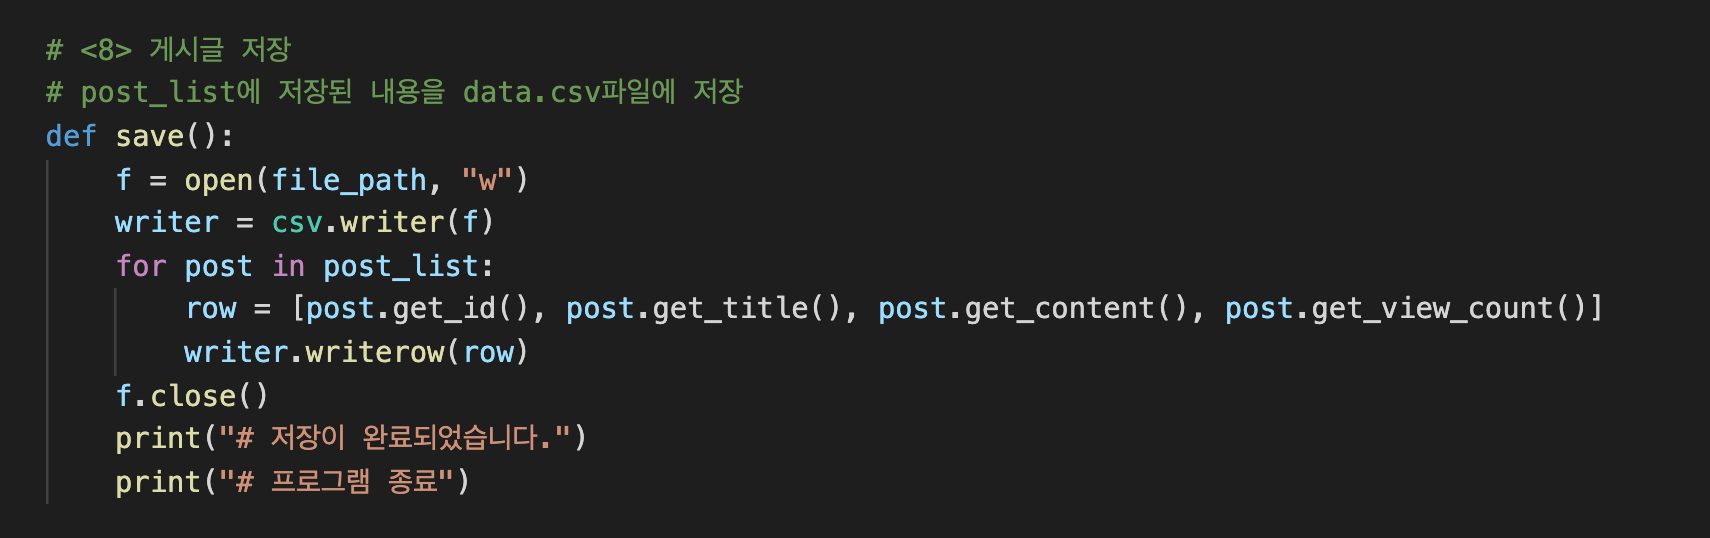 # <8> 게시글 저장
# post_list에 저장된 내용을 data.csv파일에 저장
def save():
    f = open(file_path, "w")
    writer = csv.writer(f)
    for post in post_list:
        row = [post.get_id(), post.get_title(), post.get_content(), post.get_view_count()]
        writer.writerow(row)
    f.close()
    print("# 저장이 완료되었습니다.")
    print("# 프로그램 종료")